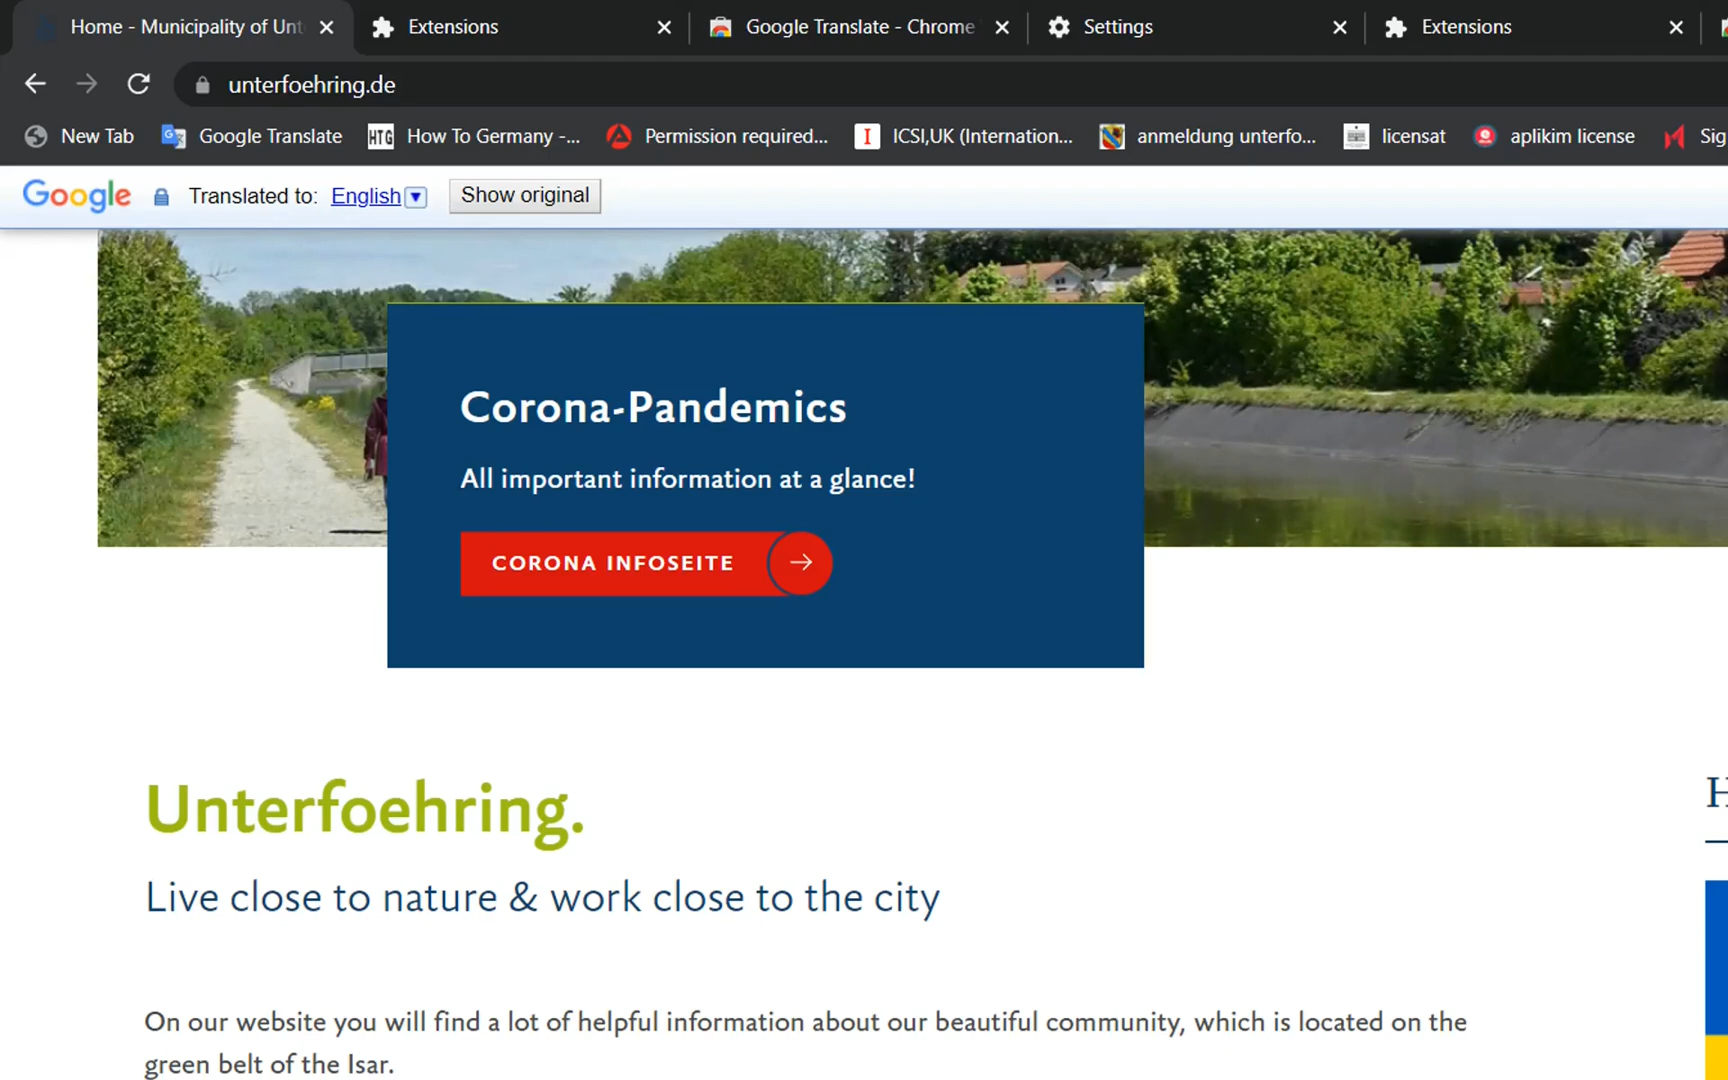 Home - Municipality of Unt
Extensions
Google Translate - Chrome
Settings
Extensions
unterfoehring.de
New Tab
Google Translate
HTG How To Germany -...
Permission required...
I ICSI,UK (Internation...
anmeldung unterfo...
licensat
aplikim license
Sig
Google Translated to: English Show original
Corona-Pandemics
All important information at a glance!
CORONA INFOSEITE
Unterfoehring.
Live close to nature & work close to the city
H
On our website you will find a lot of helpful information about our beautiful community, which is located on the
green belt of the Isar.